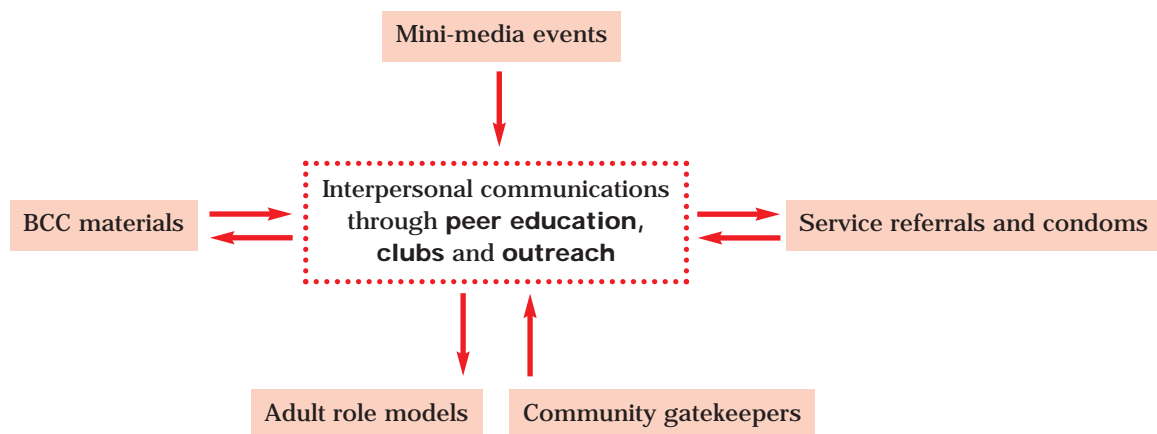 Mini-media events
Interpersonal communications
through peer education,
clubs and outreach
BCC materials
Service referrals and condoms
Adult role models
Community gatekeepers